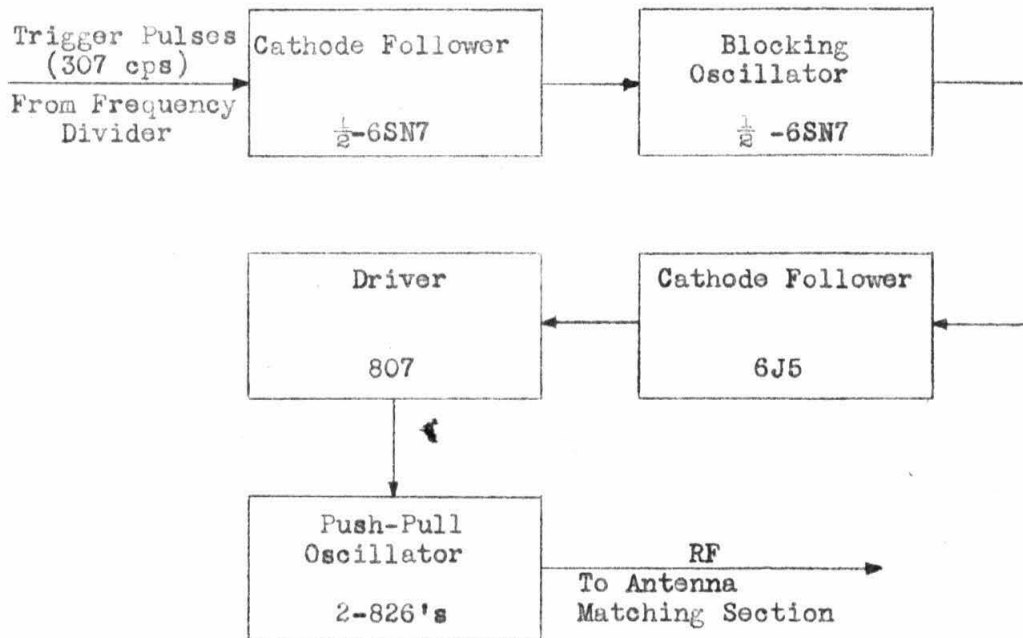 Trigger Pulses
(307 cps)
From Frequency
Divider
Cathode Follower
½-6SN7
Blocking
Oscillator
½ -6SN7
Driver
807
Cathode Follower
6J5
Push-Pull
Oscillator
2-826's
RF
To Antenna
Matching Section